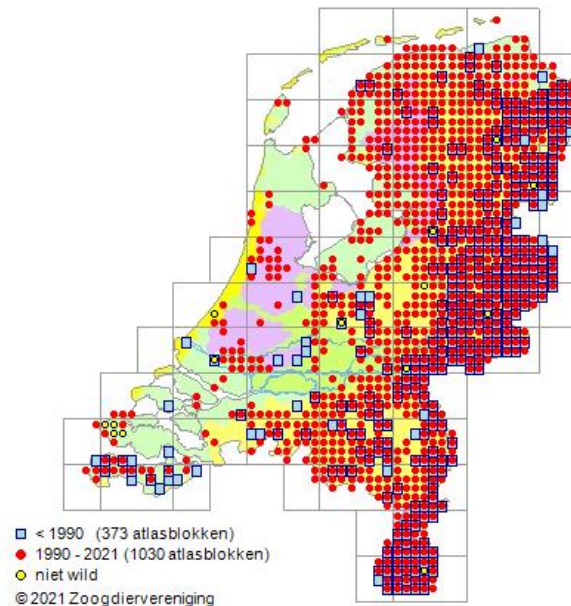 < 1990 (373 atlasblokken)
1990 - 2021 (1030 atlasblokken)
niet wild
©2021 Zoogdiervereniging